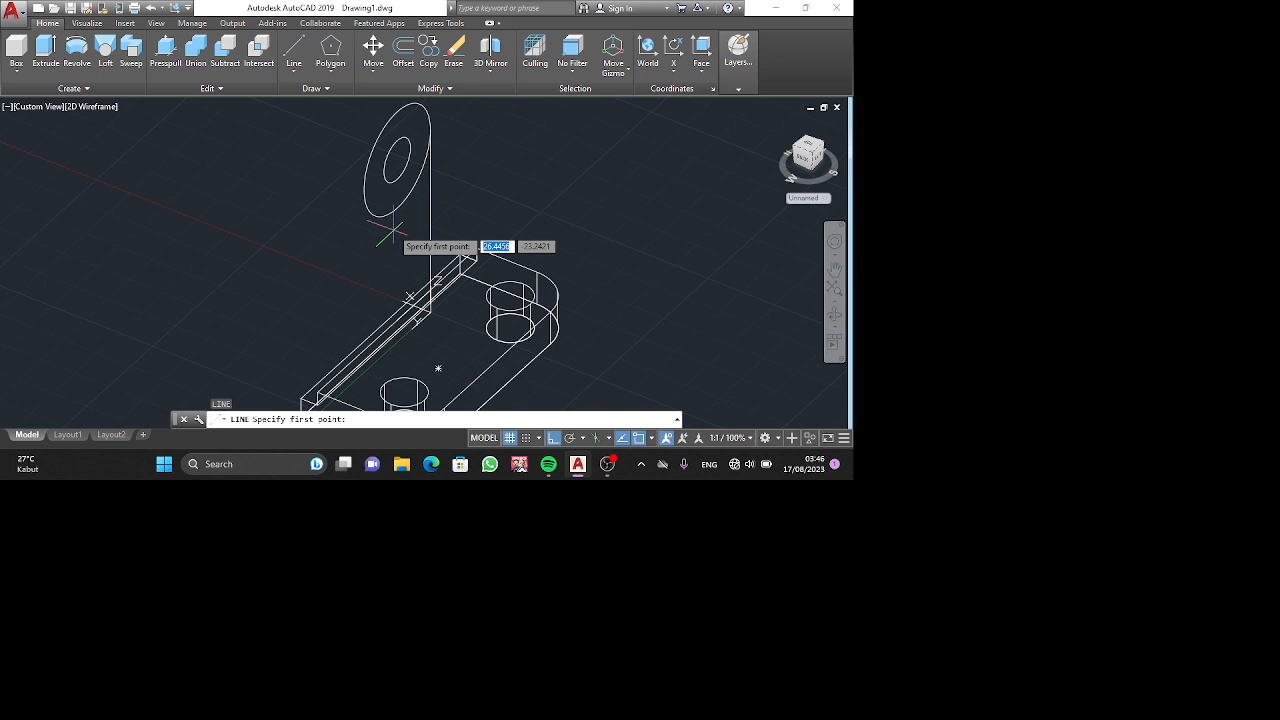 Autodesk AutoCAD 2019 Drawing1.dwg
Type a keyword or phrase
Sign In
Home Visualize Insert View Manage Output Collaborate Featured Apps Express Tools
Box Extrude Revolve Loft Sweep Presspull Union Subtract Intersect Line Polygon Move Offset Copy Erase 3D Mirror Culling No Filter Move Gizmo World X Face Layers...
Create Edit Draw Modify Selection Coordinates
[−][Custom View][2D Wireframe]
Unnamed
Specify first point: 26.4456 -23.2421
Z
X
LINE
LINE Specify first point:
Model Layout1 Layout2 +
MODEL 1:1 / 100%
27°C
Kabut
Search
ENG
03:46
17/08/2023
1